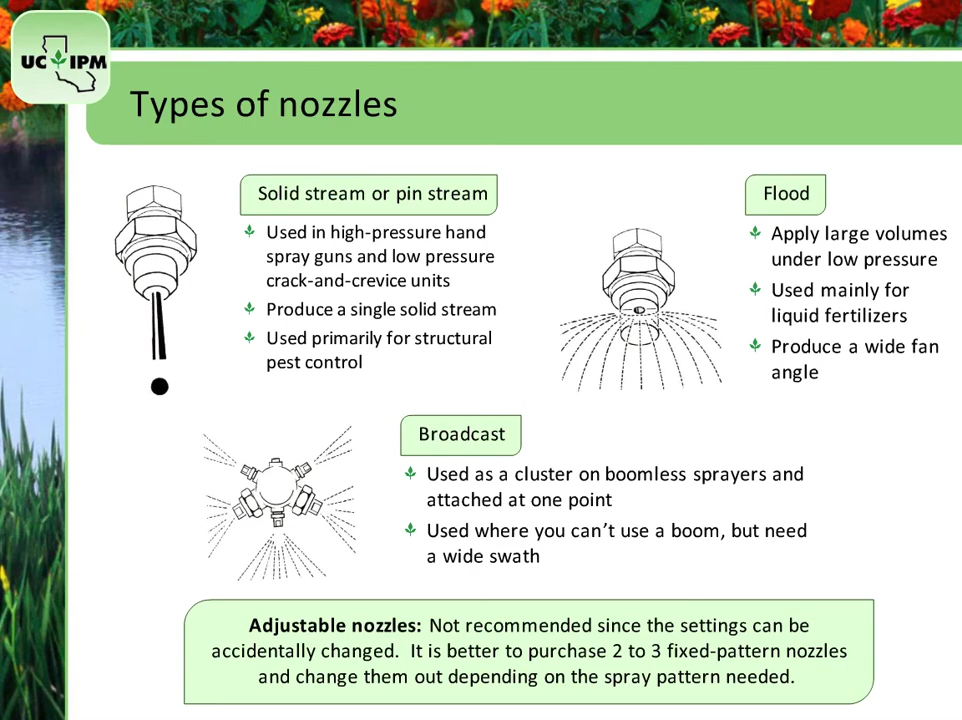 UC IPM
Types of nozzles
Solid stream or pin stream
Used in high-pressure hand
spray guns and low pressure
crack-and-crevice units
Produce a single solid stream
Used primarily for structural
pest control
Flood
Apply large volumes
under low pressure
Used mainly for
liquid fertilizers
Produce a wide fan
angle
Broadcast
Used as a cluster on boomless sprayers and
attached at one point
Used where you can’t use a boom, but need
a wide swath
Adjustable nozzles: Not recommended since the settings can be
accidentally changed. It is better to purchase 2 to 3 fixed-pattern nozzles
and change them out depending on the spray pattern needed.